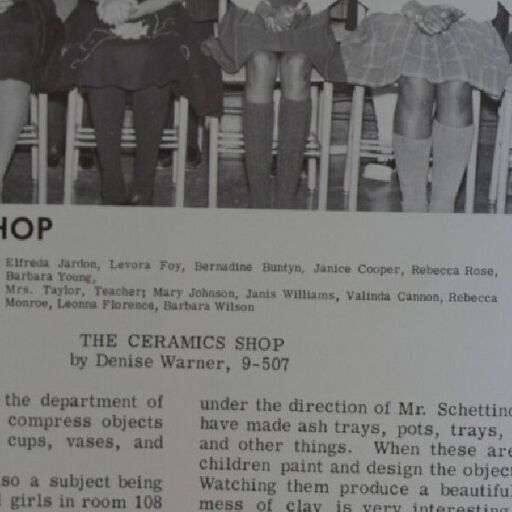 HOP
Elfreda Jardon, Levora Foy, Bernadine Buntyn, Janice Cooper, Rebecca Rose,
Barbara Young,
Mrs. Taylor, Teacher; Mary Johnson, Janis Williams, Valinda Cannon, Rebecca
Monroe, Leonna Florence, Barbara Wilson
THE CERAMICS SHOP
by Denise Warner, 9-507
the department of
compress objects
cups, vases, and
so a subject being
girls in room 108
under the direction of Mr. Schettino
have made ash trays, pots, trays,
and other things. When these are
children paint and design the objec
Watching them produce a beautifu
mess of clay is very interesting